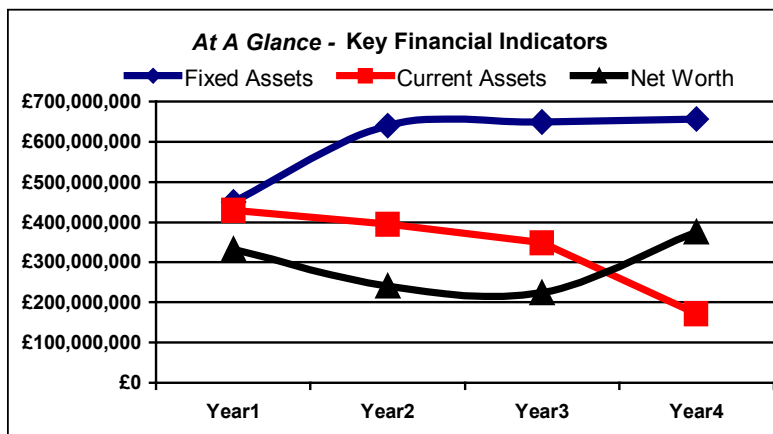 At A Glance - Key Financial Indicators
Fixed Assets Current Assets Net Worth
£700,000,000
£600,000,000
£500,000,000
£400,000,000
£300,000,000
£200,000,000
£100,000,000
£0
Year1 Year2 Year3 Year4